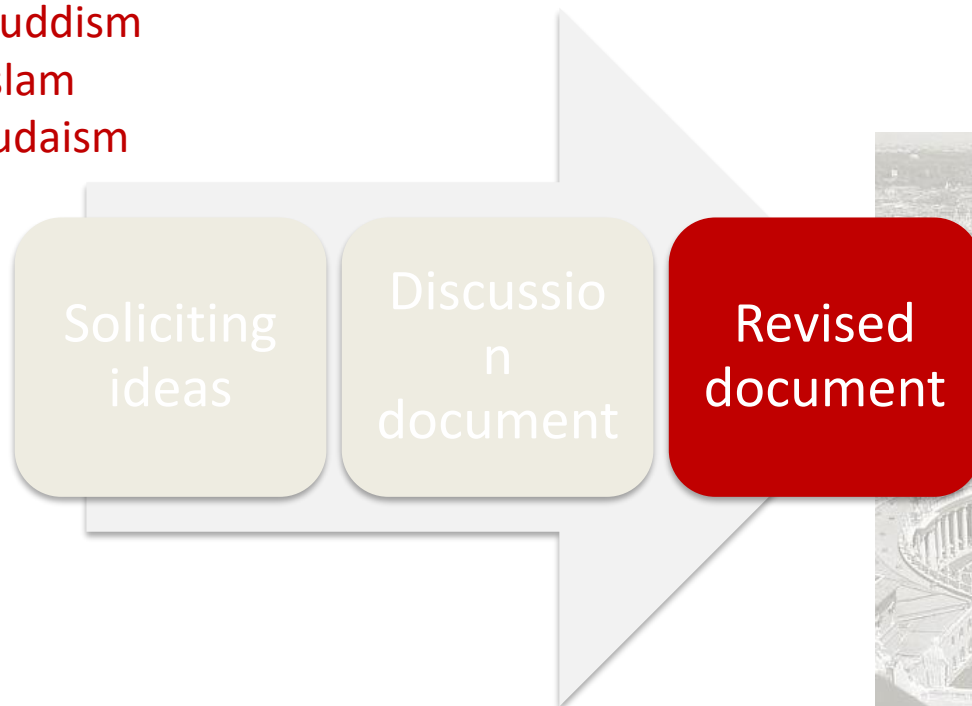 uddism
slam
udaism
Soliciting
ideas
Discussio
n
document
Revised
document